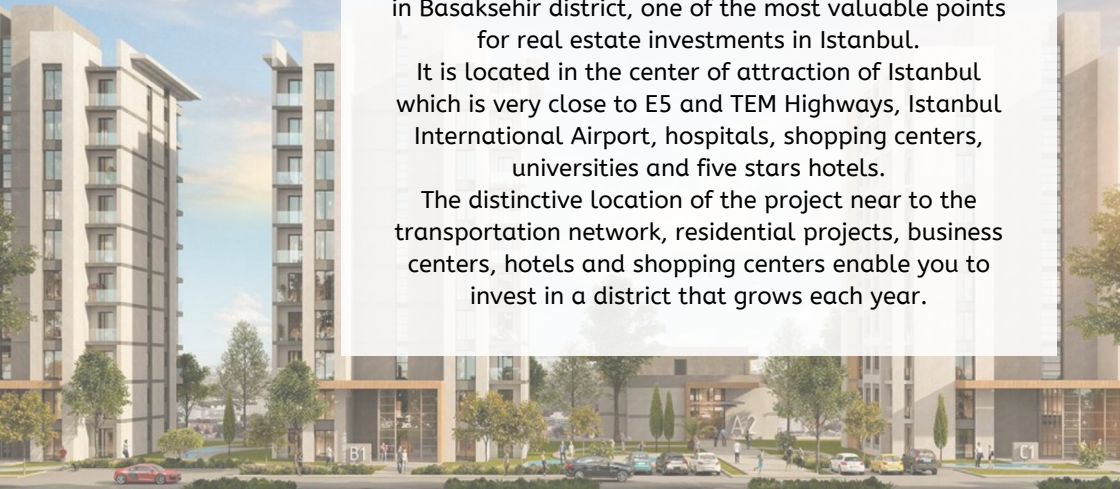 in Basaksehir district, one of the most valuable points
for real estate investments in Istanbul.
It is located in the center of attraction of Istanbul
which is very close to E5 and TEM Highways, Istanbul
International Airport, hospitals, shopping centers,
universities and five stars hotels.
The distinctive location of the project near to the
transportation network, residential projects, business
centers, hotels and shopping centers enable you to
invest in a district that grows each year.
A2
B1
C1